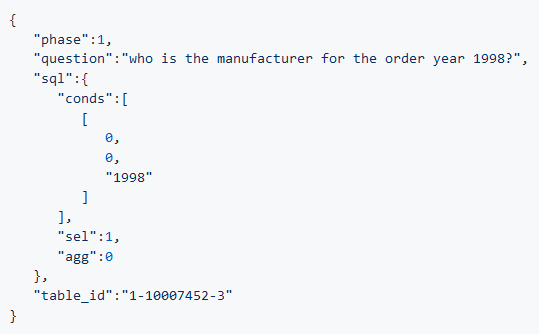 {
   "phase":1,
   "question":"who is the manufacturer for the order year 1998?",
   "sql":{
      "conds":[
         [
            0,
            0,
            "1998"
         ]
      ],
      "sel":1,
      "agg":0
   },
   "table_id":"1-10007452-3"
}